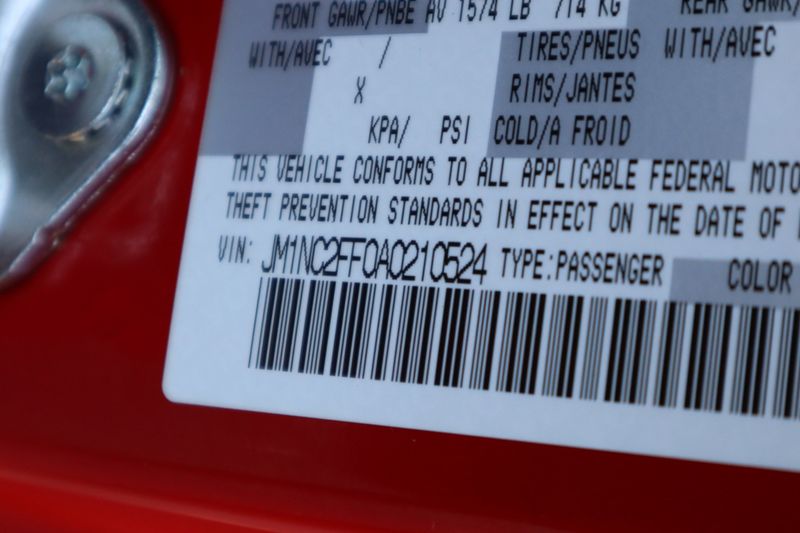 FRONT GAWR/PNBE AV 1574 LB 714 KG REAR GAWR/
WITH/AVEC / TIRES/PNEUS WITH/AVEC
X RIMS/JANTES
KPA/ PSI COLD/A FROID
THIS VEHICLE CONFORMS TO ALL APPLICABLE FEDERAL MOTO
THEFT PREVENTION STANDARDS IN EFFECT ON THE DATE OF
VIN: JM1NC2FF0A0210524 TYPE:PASSENGER COLOR